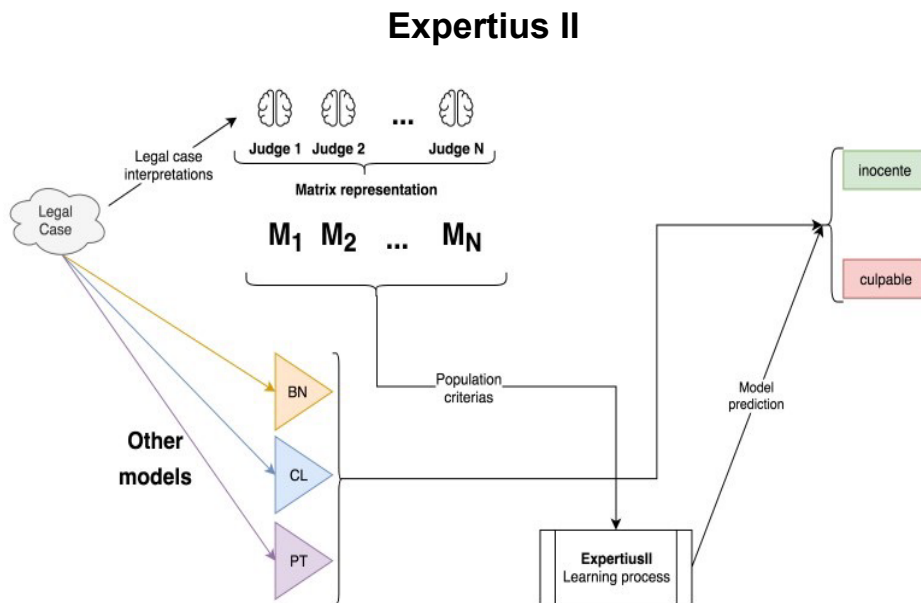 Expertius II
Judge 1 Judge 2 ... Judge N
Legal case
interpretations
Matrix representation
Legal
Case
M1 M2 ... MN
inocente
culpable
Population
criterias
Model
prediction
Other
models
BN
CL
PT
ExpertiusII
Learning process